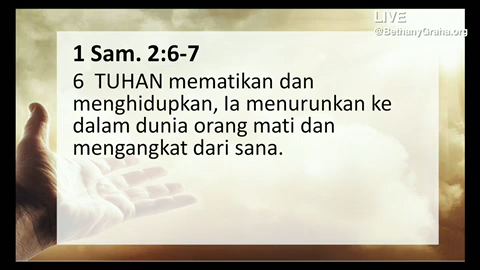 LIVE
@BethanyGraha.org
1 Sam. 2:6-7
6 TUHAN mematikan dan
menghidupkan, Ia menurunkan ke
dalam dunia orang mati dan
mengangkat dari sana.